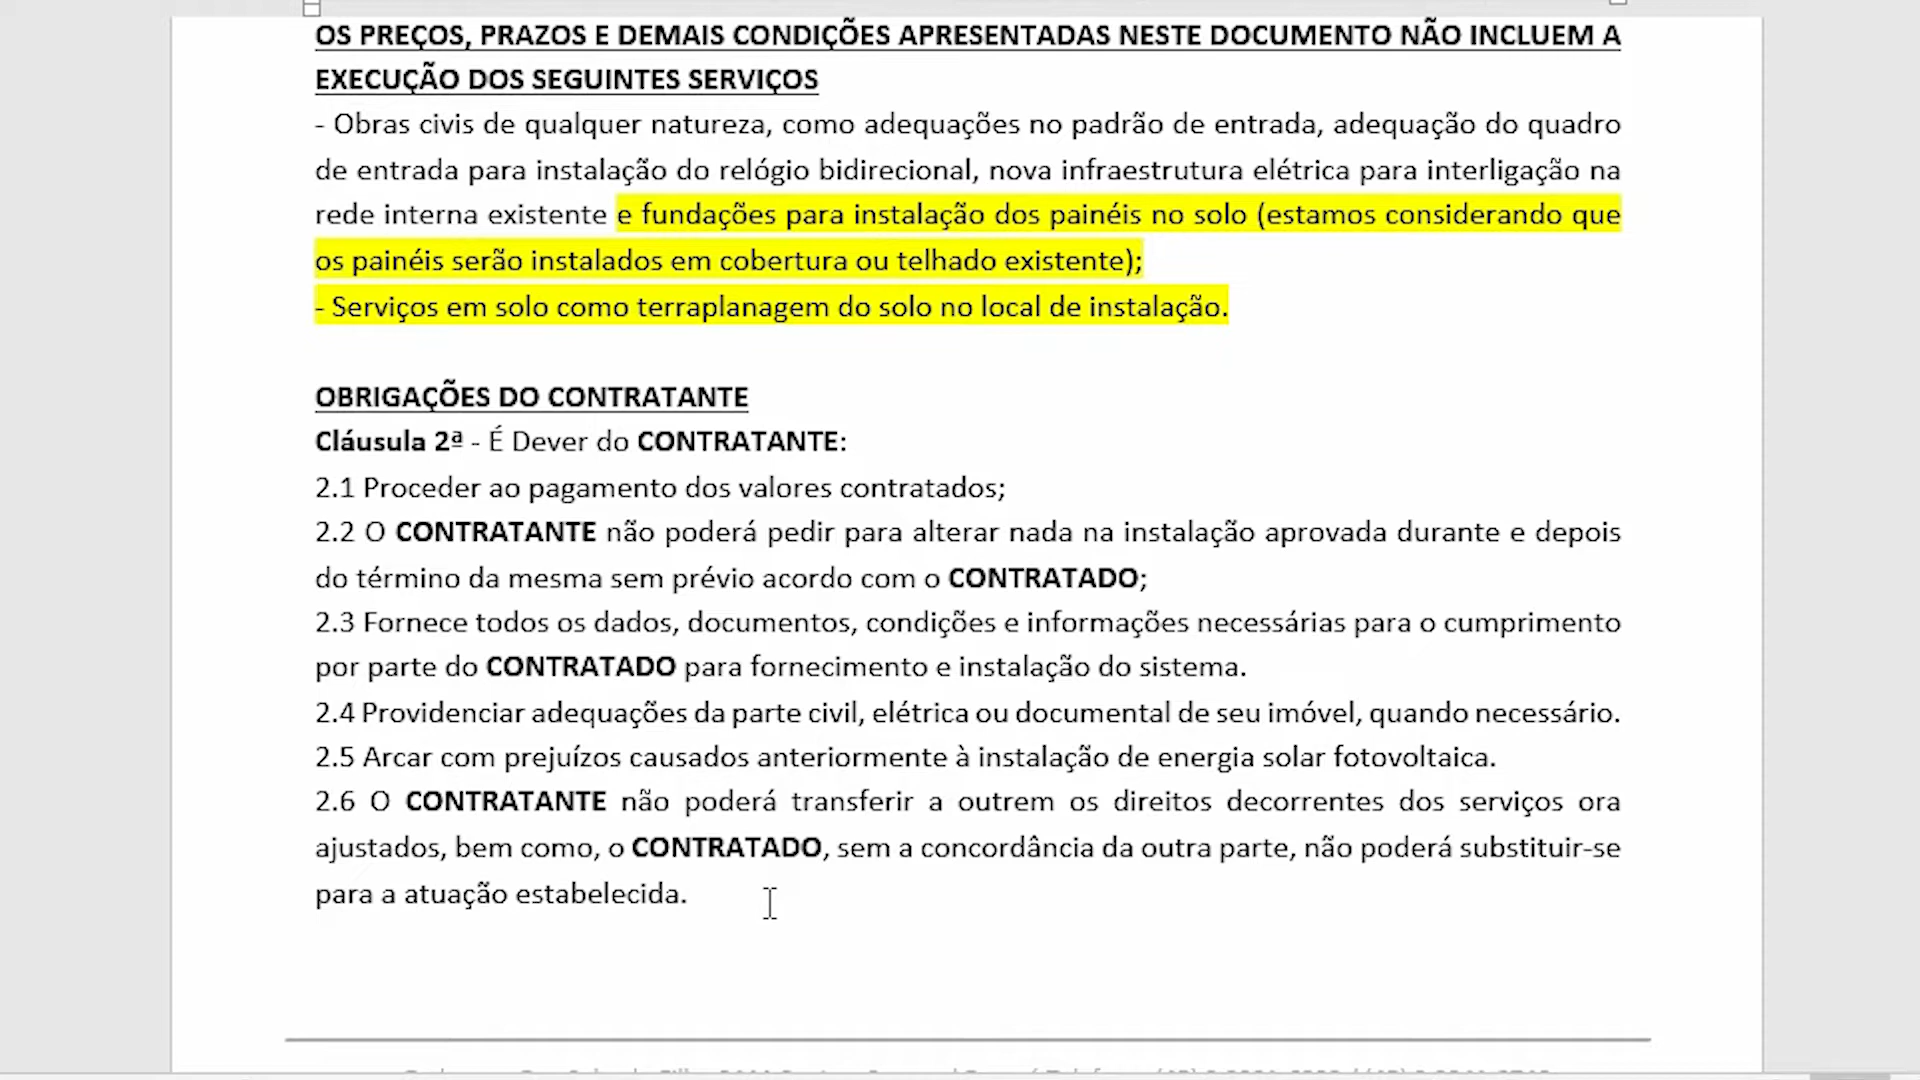 OS PREÇOS, PRAZOS E DEMAIS CONDIÇÕES APRESENTADAS NESTE DOCUMENTO NÃO INCLUEM A
EXECUÇÃO DOS SEGUINTES SERVIÇOS
- Obras civis de qualquer natureza, como adequações no padrão de entrada, adequação do quadro
de entrada para instalação do relógio bidirecional, nova infraestrutura elétrica para interligação na
rede interna existente e fundações para instalação dos painéis no solo (estamos considerando que
os painéis serão instalados em cobertura ou telhado existente);
- Serviços em solo como terraplanagem do solo no local de instalação.
OBRIGAÇÕES DO CONTRATANTE
Cláusula 2ª - É Dever do CONTRATANTE:
2.1 Proceder ao pagamento dos valores contratados;
2.2 O CONTRATANTE não poderá pedir para alterar nada na instalação aprovada durante e depois
do término da mesma sem prévio acordo com o CONTRATADO;
2.3 Fornece todos os dados, documentos, condições e informações necessárias para o cumprimento
por parte do CONTRATADO para fornecimento e instalação do sistema.
2.4 Providenciar adequações da parte civil, elétrica ou documental de seu imóvel, quando necessário.
2.5 Arcar com prejuízos causados anteriormente à instalação de energia solar fotovoltaica.
2.6 O CONTRATANTE não poderá transferir a outrem os direitos decorrentes dos serviços ora
ajustados, bem como, o CONTRATADO, sem a concordância da outra parte, não poderá substituir-se
para a atuação estabelecida.